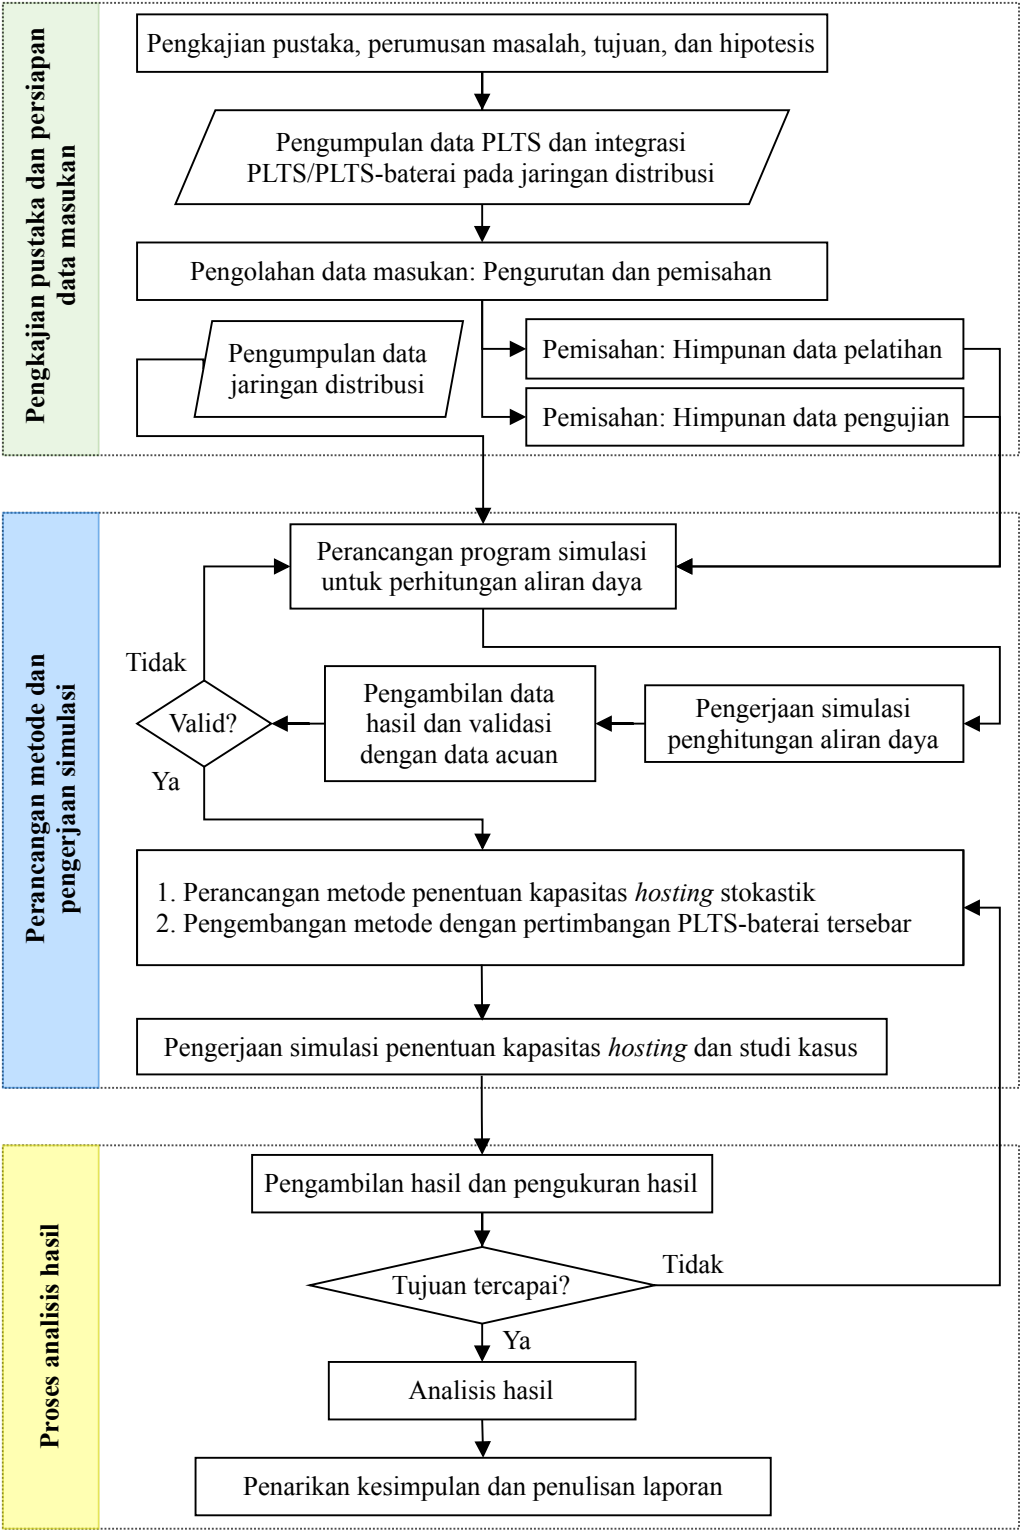 Pengkajian pustaka dan persiapan
data masukan
Pengkajian pustaka, perumusan masalah, tujuan, dan hipotesis
Pengumpulan data PLTS dan integrasi
PLTS/PLTS-baterai pada jaringan distribusi
Pengolahan data masukan: Pengurutan dan pemisahan
Pengumpulan data
jaringan distribusi
Pemisahan: Himpunan data pelatihan
Pemisahan: Himpunan data pengujian
Perancangan metode dan
pengerjaan simulasi
Perancangan program simulasi
untuk perhitungan aliran daya
Tidak
Valid?
Ya
Pengambilan data
hasil dan validasi
dengan data acuan
Pengerjaan simulasi
penghitungan aliran daya
1. Perancangan metode penentuan kapasitas hosting stokastik
2. Pengembangan metode dengan pertimbangan PLTS-baterai tersebar
Pengerjaan simulasi penentuan kapasitas hosting dan studi kasus
Proses analisis hasil
Pengambilan hasil dan pengukuran hasil
Tujuan tercapai?
Tidak
Ya
Analisis hasil
Penarikan kesimpulan dan penulisan laporan